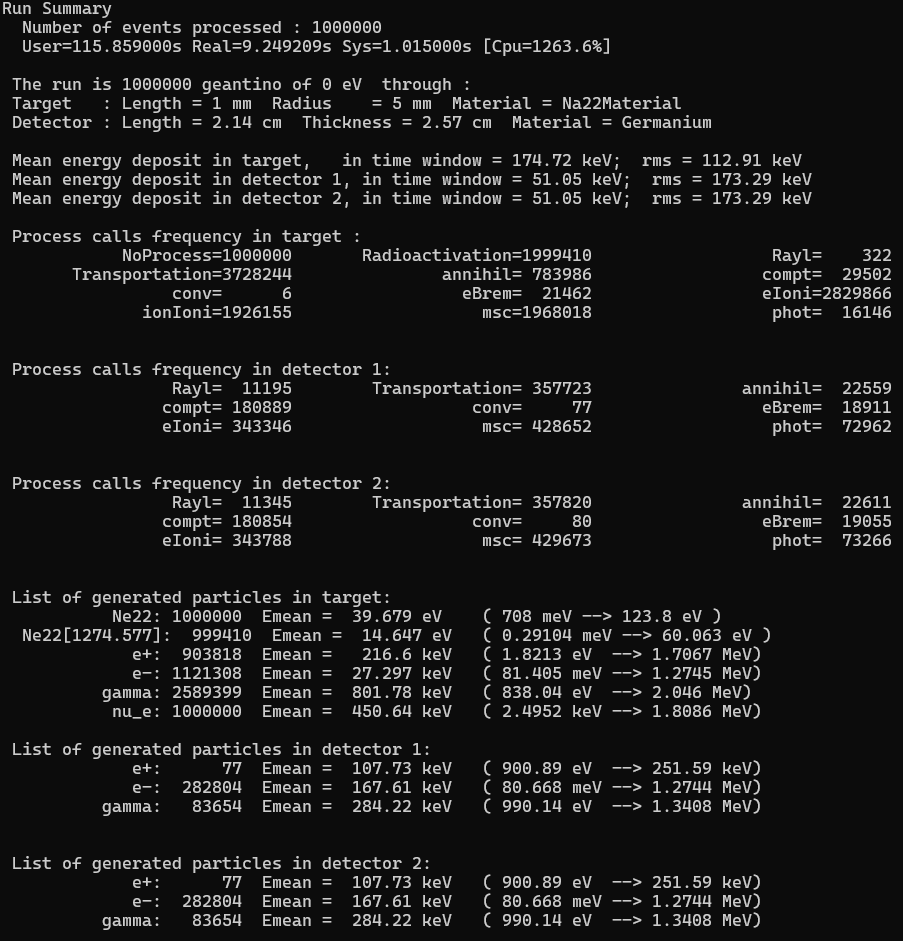 Run Summary
Number of events processed : 1000000
User=115.859000s Real=9.249209s Sys=1.015000s [Cpu=1263.6%]
The run is 1000000 geantino of 0 eV  through :
Target   : Length = 1 mm  Radius    = 5 mm  Material = Na22Material
Detector : Length = 2.14 cm  Thickness = 2.57 cm  Material = Germanium
Mean energy deposit in target,   in time window = 174.72 keV;  rms = 112.91 keV
Mean energy deposit in detector 1, in time window = 51.05 keV;  rms = 173.29 keV
Mean energy deposit in detector 2, in time window = 51.05 keV;  rms = 173.29 keV
Process calls frequency in target :
NoProcess=1000000       Radioactivation=1999410                  Rayl=    322
Transportation=3728244               annihil= 783986                 compt=  29502
conv=      6                 eBrem=  21462                 eIoni=2829866
ionIoni=1926155                   msc=1968018                  phot=  16146
Process calls frequency in detector 1:
Rayl=  11195        Transportation= 357723               annihil=  22559
compt= 180889                  conv=     77                 eBrem=  18911
eIoni= 343346                   msc= 428652                  phot=  72962
Process calls frequency in detector 2:
Rayl=  11345        Transportation= 357820               annihil=  22611
compt= 180854                  conv=     80                 eBrem=  19055
eIoni= 343788                   msc= 429673                  phot=  73266
List of generated particles in target:
Ne22: 1000000  Emean =  39.679 eV   ( 708 meV --> 123.8 eV )
Ne22[1274.577]:  999410  Emean =  14.647 eV   ( 0.29104 meV --> 60.063 eV )
e+:  903818  Emean =   216.6 keV   ( 1.8213 eV  --> 1.7067 MeV)
e-: 1121308  Emean =  27.297 keV   ( 81.405 meV --> 1.2745 MeV)
gamma: 2589399  Emean =  801.78 keV   ( 838.04 eV  --> 2.046 MeV)
nu_e: 1000000  Emean =  450.64 keV   ( 2.4952 keV --> 1.8086 MeV)
List of generated particles in detector 1:
e+:      77  Emean =  107.73 keV   ( 900.89 eV  --> 251.59 keV)
e-:  282804  Emean =  167.61 keV   ( 80.668 meV --> 1.2744 MeV)
gamma:   83654  Emean =  284.22 keV   ( 990.14 eV  --> 1.3408 MeV)
List of generated particles in detector 2:
e+:      77  Emean =  107.73 keV   ( 900.89 eV  --> 251.59 keV)
e-:  282804  Emean =  167.61 keV   ( 80.668 meV --> 1.2744 MeV)
gamma:   83654  Emean =  284.22 keV   ( 990.14 eV  --> 1.3408 MeV)